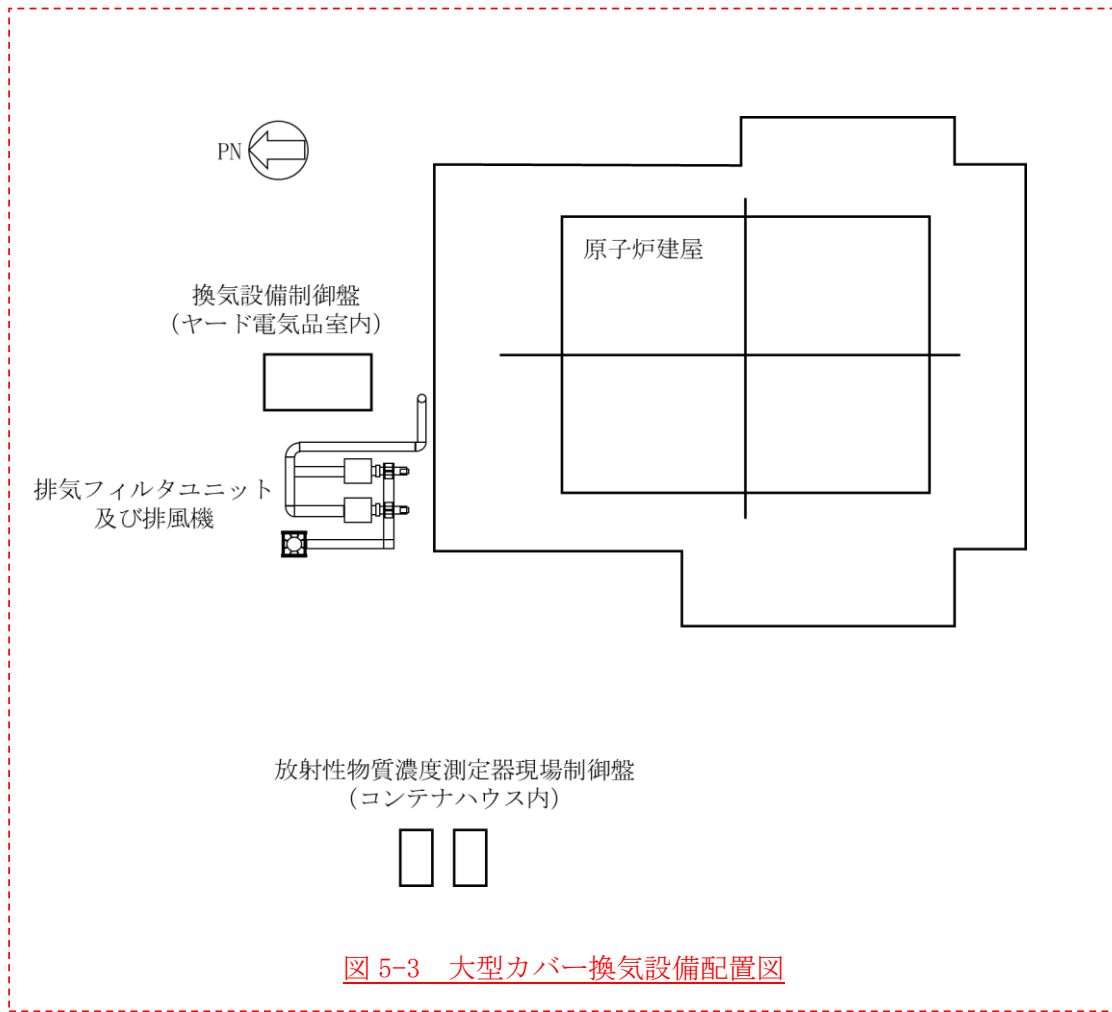 PN
原子炉建屋
換気設備制御盤
（ヤード電気品室内）
排気フィルタユニット
及び排風機
放射性物質濃度測定器現場制御盤
（コンテナハウス内）
図 5-3　大型カバー換気設備配置図